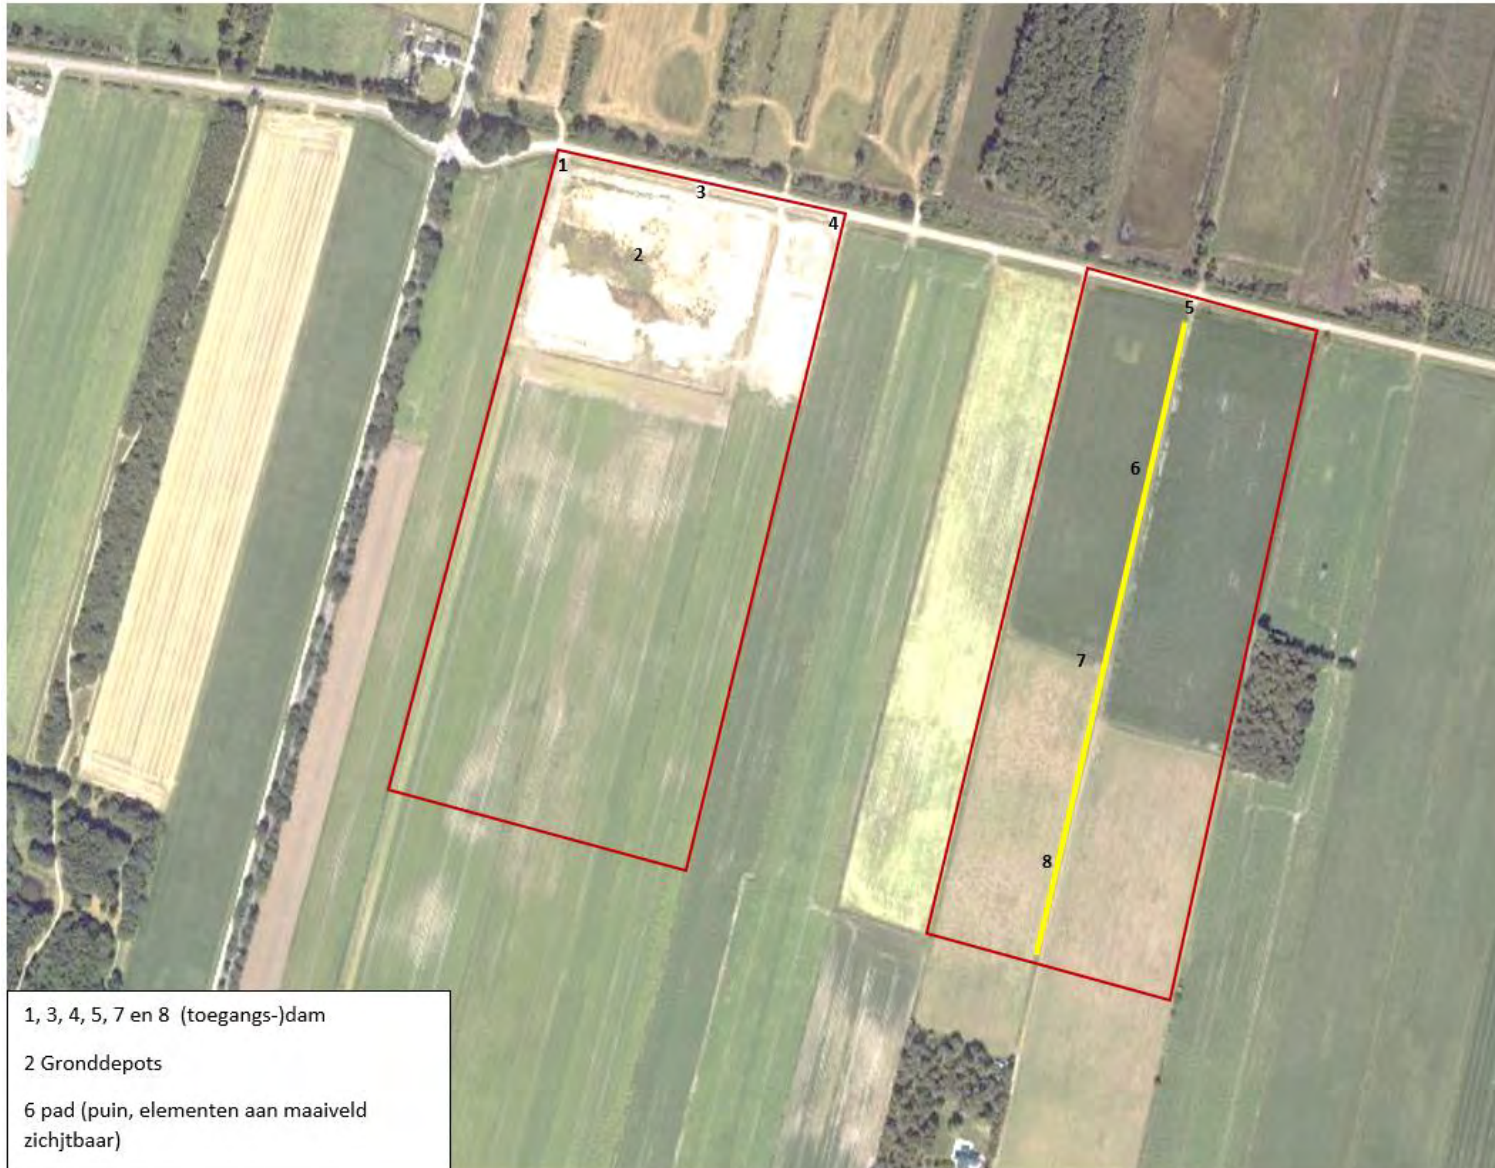 1
3
4
2
5
6
7
8
1, 3, 4, 5, 7 en 8 (toegangs-)dam
2 Gronddepots
6 pad (puin, elementen aan maaiveld
zichjtbaar)